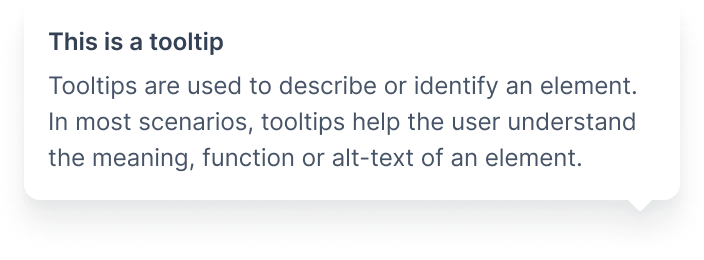 This is a tooltip
Tooltips are used to describe or identify an element.
In most scenarios, tooltips help the user understand
the meaning, function or alt-text of an element.